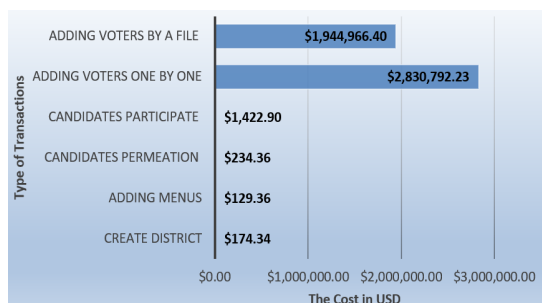 Type of Transactions
ADDING VOTERS BY A FILE $1,944,966.40
ADDING VOTERS ONE BY ONE $2,830,792.23
CANDIDATES PARTICIPATE $1,422.90
CANDIDATES PERMEATION $234.36
ADDING MENUS $129.36
CREATE DISTRICT $174.34
$0.00 $1,000,000.00 $2,000,000.00 $3,000,000.00
The Cost in USD